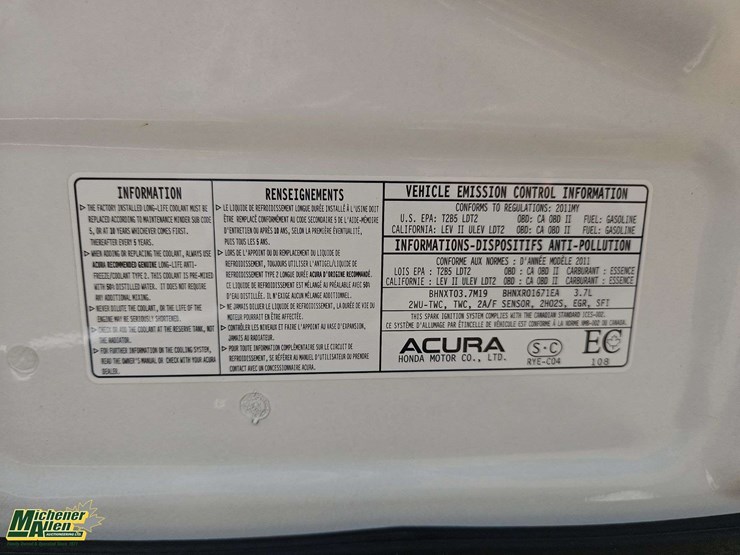 INFORMATION
▷ THE FACTORY INSTALLED LONG-LIFE COOLANT MUST BE
REPLACED ACCORDING TO MAINTENANCE MINDER SUB CODE
5, OR AT 10 YEARS WHICHEVER COMES FIRST.
THEREAFTER EVERY 5 YEARS.
▷ WHEN ADDING OR REPLACING THE COOLANT, ALWAYS USE
ACURA RECOMMENDED GENUINE LONG-LIFE ANTI-
FREEZE/COOLANT TYPE 2. THIS COOLANT IS PRE-MIXED
WITH 50% DISTILLED WATER. IT DOES NOT REQUIRE
ANY ADDITIONAL MIXING.
▷ NEVER DILUTE THE COOLANT, OR THE LIFE OF THE
ENGINE MAY BE SERIOUSLY SHORTENED.
▷ CHECK OR ADD THE COOLANT AT THE RESERVE TANK, NOT
THE RADIATOR.
▷ FOR FURTHER INFORMATION ON THE COOLING SYSTEM,
READ THE OWNER'S MANUAL OR CHECK WITH YOUR ACURA
DEALER.
RENSEIGNEMENTS
▷ LE LIQUIDE DE REFROIDISSEMENT LONGUE DURÉE INSTALLÉ À L'USINE DOIT
ÊTRE REMPLACÉ CONFORMÉMENT AU CODE SECONDAIRE 5 DE L'AIDE-MÉMOIRE
D'ENTRETIEN OU APRÈS 10 ANS, SELON LA PREMIÈRE ÉVENTUALITÉ,
PUIS TOUS LES 5 ANS.
▷ LORS DE L'APPOINT OU DU REMPLACEMENT DU LIQUIDE DE
REFROIDISSEMENT, TOUJOURS UTILISER L'ANTIGEL/LIQUIDE DE
REFROIDISSEMENT TYPE 2 LONGUE DURÉE ACURA D'ORIGINE RECOMMANDÉ.
CE LIQUIDE DE REFROIDISSEMENT EST MÉLANGÉ AU PRÉALABLE AVEC 50%
D'EAU DISTILLÉE. IL N'EXIGE AUCUN MÉLANGE ADDITIONNEL.
▷ NE JAMAIS DILUER LE LIQUIDE DE REFROIDISSEMENT, LA DURÉE DE VIE DU
MOTEUR POURRAIT EN ÊTRE AFFECTÉE.
▷ CONTRÔLER LES NIVEAUX ET FAIRE L'APPOINT AU VASE D'EXPANSION,
JAMAIS AU RADIATEUR.
▷ POUR TOUTE INFORMATION COMPLÉMENTAIRE SUR LE CIRCUIT DE
REFROIDISSEMENT, SE RÉFÉRER AU MANUEL D'UTILISATEUR OU PRENDRE
CONTACT AVEC UN CONCESSIONNAIRE ACURA.
VEHICLE EMISSION CONTROL INFORMATION
CONFORMS TO REGULATIONS: 2011MY
U.S. EPA: T2B5 LDT2 OBD: CA OBD II FUEL: GASOLINE
CALIFORNIA: LEV II ULEV LDT2 OBD: CA OBD II FUEL: GASOLINE
INFORMATIONS-DISPOSITIFS ANTI-POLLUTION
CONFORME AUX NORMES : D'ANNÉE MODÈLE 2011
LOIS EPA : T2B5 LDT2 OBD : CA OBD II CARBURANT : ESSENCE
CALIFORNIE : LEV II ULEV LDT2 OBD : CA OBD II CARBURANT : ESSENCE
BHNXT03.7M19 BHNXR0167IEA 3.7L
2WU-TWC, TWC, 2A/F SENSOR, 2HO2S, EGR, SFI
THIS SPARK IGNITION SYSTEM COMPLIES WITH THE CANADIAN STANDARD ICES-002.
CE SYSTÈME D'ALLUMAGE PAR ÉTINCELLE DE VÉHICULE EST CONFORME À LA NORME NMB-002 DU CANADA.
ACURA
HONDA MOTOR CO., LTD.
S-C
RYE-C04
EC
108
Michener
Allen
AUCTIONEERING LTD.